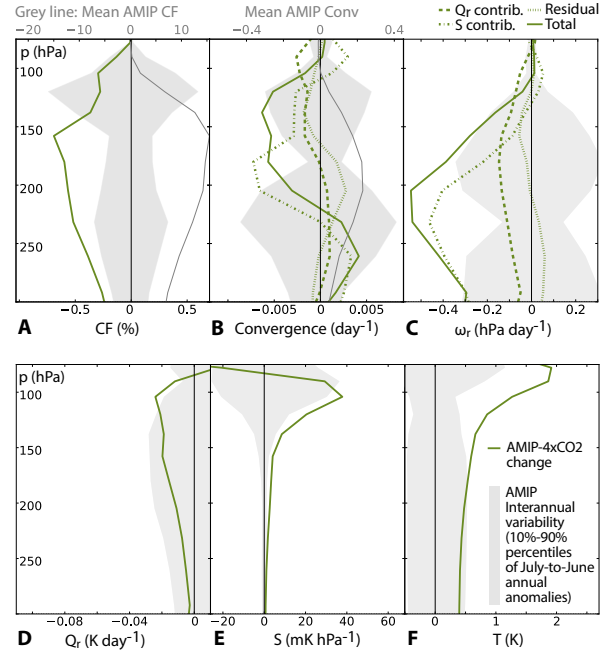 Grey line: Mean AMIP CF
Mean AMIP Conv
Qr contrib.
S contrib.
Residual
Total
−20 −10 0 10
−0.4 0 0.4
p (hPa)
100
150
200
250
−0.5 0 0.5
−0.005 0 0.005
−0.4 −0.2 0 0.2
A CF (%)
B Convergence (day-1)
C ωr (hPa day-1)
p (hPa)
100
150
200
250
AMIP-4xCO2
change
AMIP
Interannual
variability
(10%-90%
percentiles
of July-to-June
annual
anomalies)
−0.08 −0.04 0
−20 0 20 40 60
0 1 2
D Qr (K day-1)
E S (mK hPa-1)
F T (K)